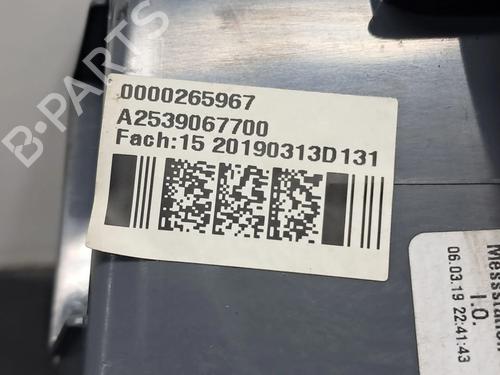 B-PARTS
0000265967
A2539067700
Fach:15 20190313D131
I.O.
06.03.19 22:41:43